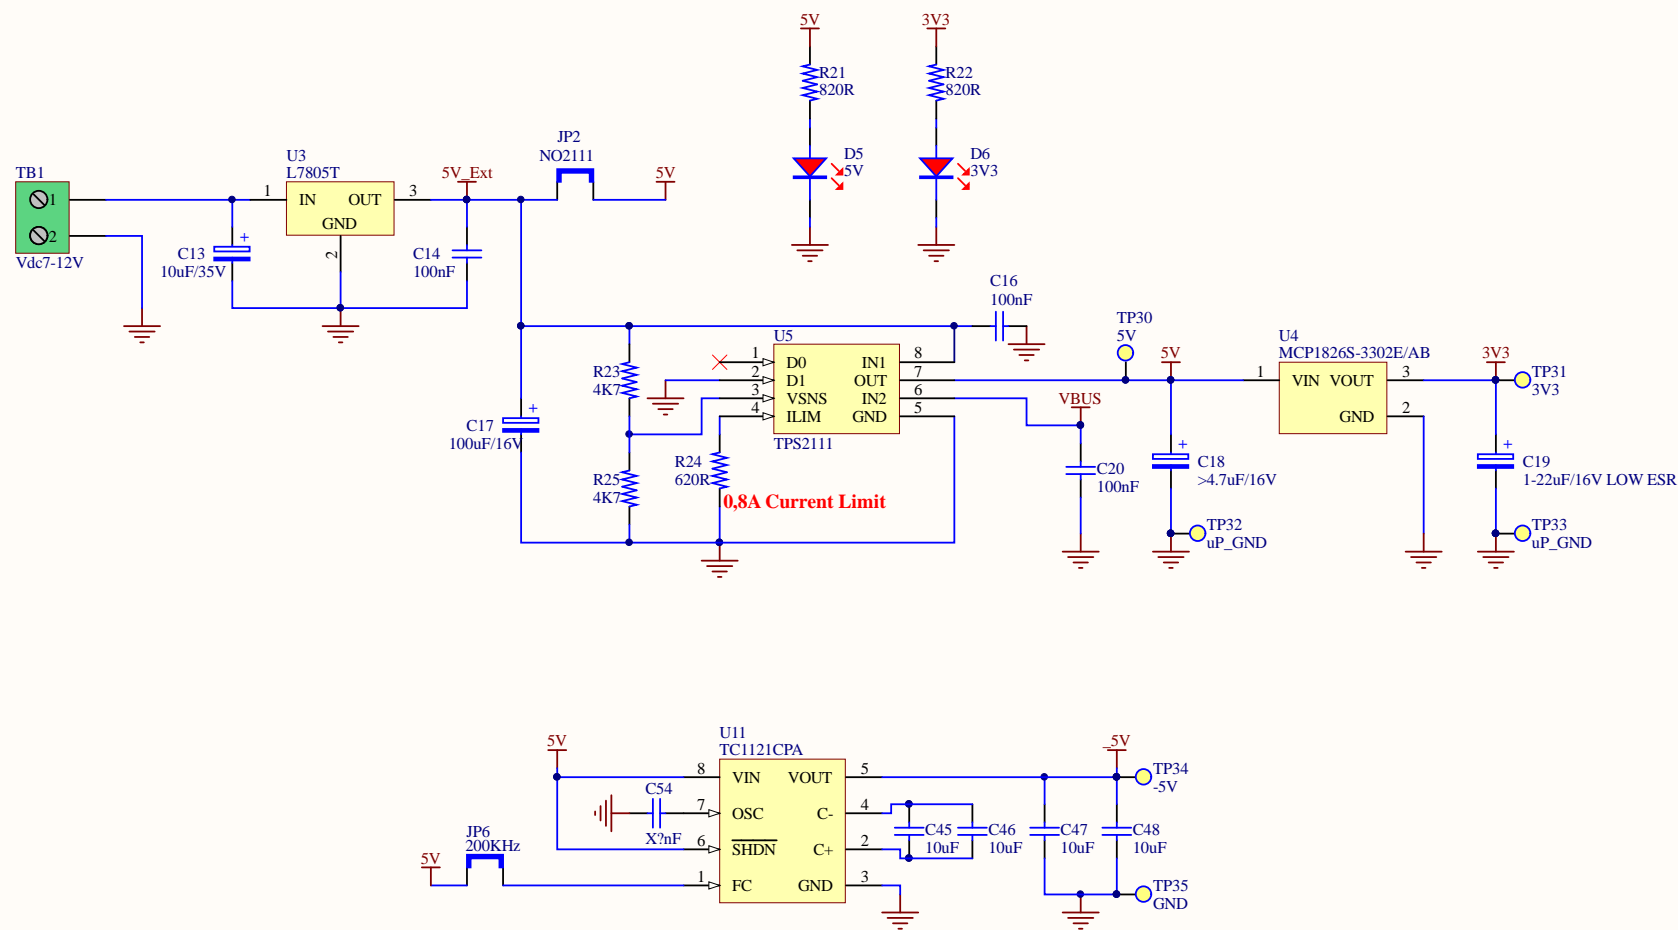 5V
R21
820R
D5
5V
3V3
R22
820R
D6
3V3
TB1
1
2
Vdc7-12V
C13
+
10uF/35V
U3
L7805T
1
IN
OUT
3
GND
2
5V_Ext
C14
100nF
JP2
NO2111
5V
C17
+
100uF/16V
R23
4K7
R25
4K7
R24
620R
0,8A Current Limit
U5
1
D0
IN1
8
2
D1
OUT
7
3
VSNS
IN2
6
4
ILIM
GND
5
TPS2111
C16
100nF
VBUS
C20
100nF
TP30
5V
5V
+
C18
>4.7uF/16V
TP32
uP_GND
U4
MCP1826S-3302E/AB
1
VIN
VOUT
3
GND
2
3V3
TP31
3V3
+
C19
1-22uF/16V LOW ESR
TP33
uP_GND
5V
JP6
200KHz
5V
C54
X?nF
U11
TC1121CPA
8
VIN
VOUT
5
7
OSC
C-
4
6
SHDN
C+
2
1
FC
GND
3
C45
10uF
C46
10uF
C47
10uF
C48
10uF
_5V
TP34
-5V
TP35
GND